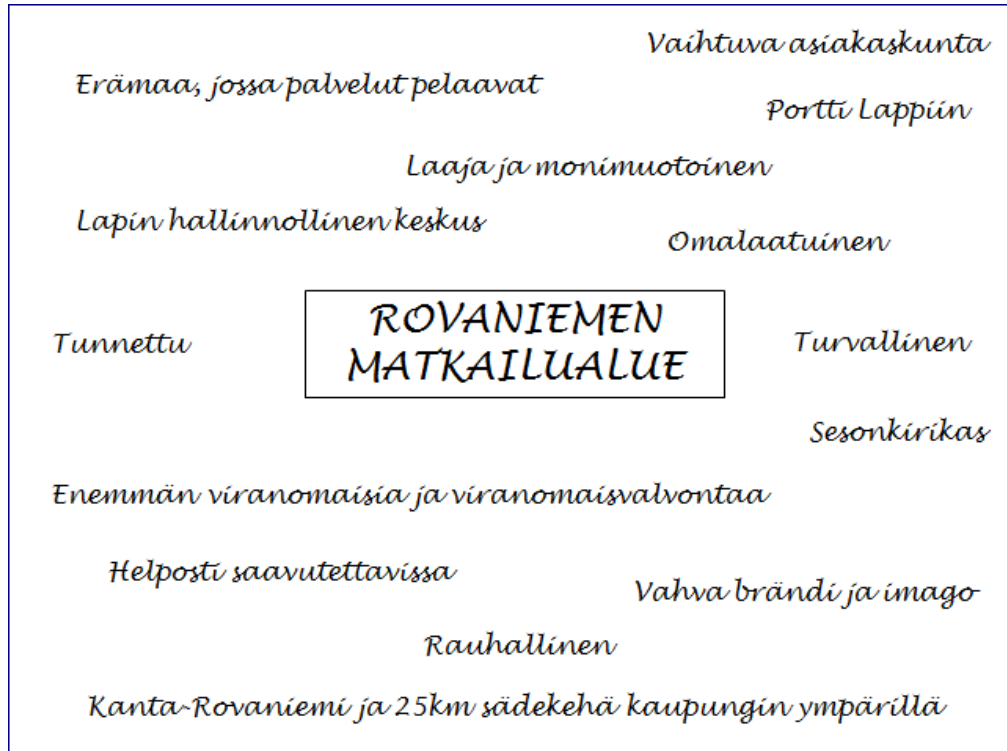 Vaihtuva asiakaskunta
Erämaa, jossa palvelut pelaavat
Portti Lappiin
Laaja ja monimuotoinen
Lapin hallinnollinen keskus
Omalaatuinen
ROVANIEMEN
MATKAILUALUE
Tunnettu
Turvallinen
Sesonkirikas
Enemmän viranomaisia ja viranomaisvalvontaa
Helposti saavutettavissa
Vahva brändi ja imago
Rauhallinen
Kanta-Rovaniemi ja 25km sädekehä kaupungin ympärillä